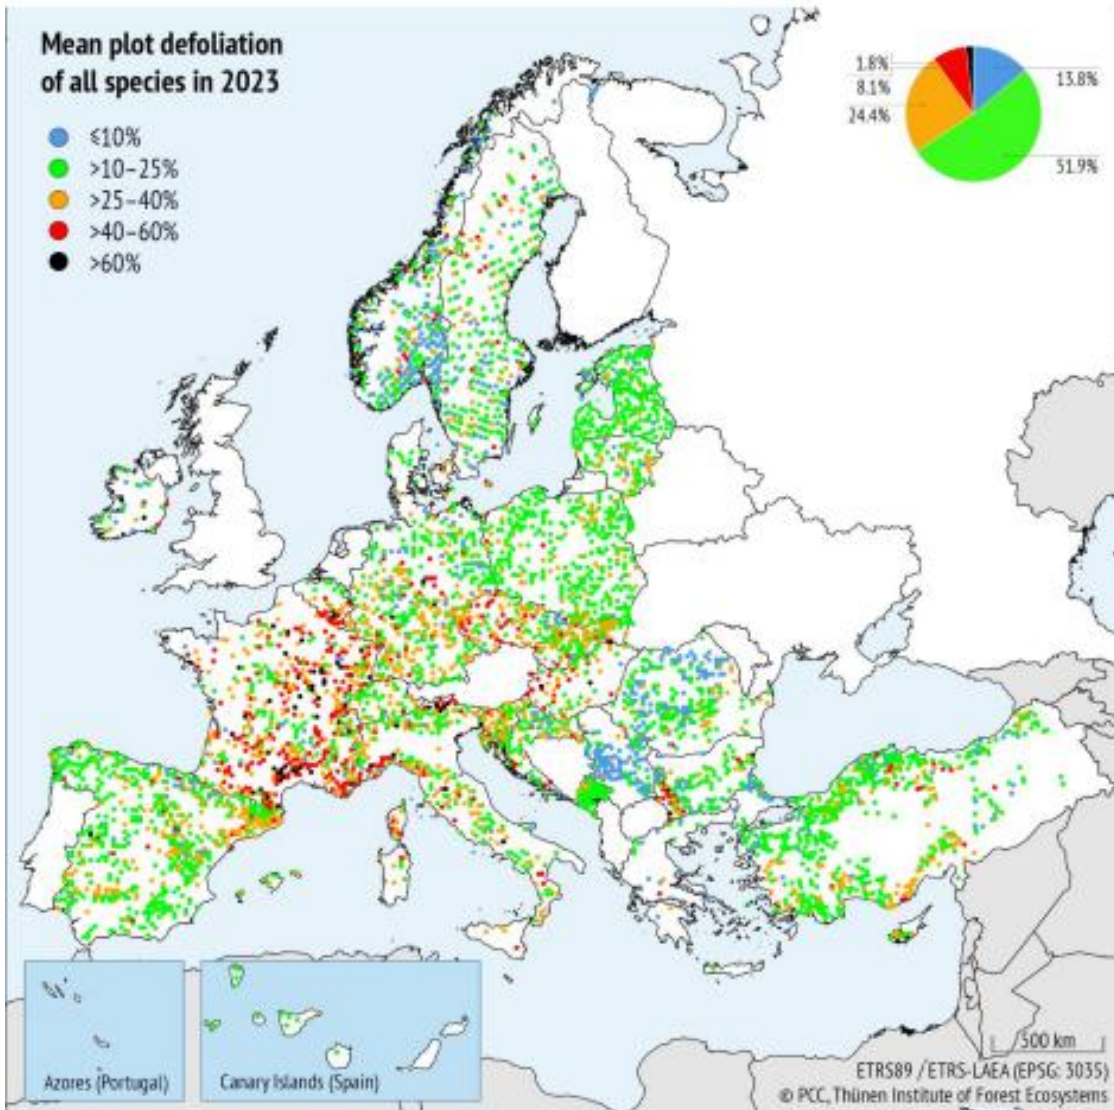 Mean plot defoliation
of all species in 2023
≤10%
>10–25%
>25–40%
>40–60%
>60%
1.8%
8.1%
24.4%
13.8%
51.9%
Azores (Portugal)
Canary Islands (Spain)
500 km
ETRS89 /ETRS-LAEA (EPSG: 3035)
© PCC, Thünen Institute of Forest Ecosystems